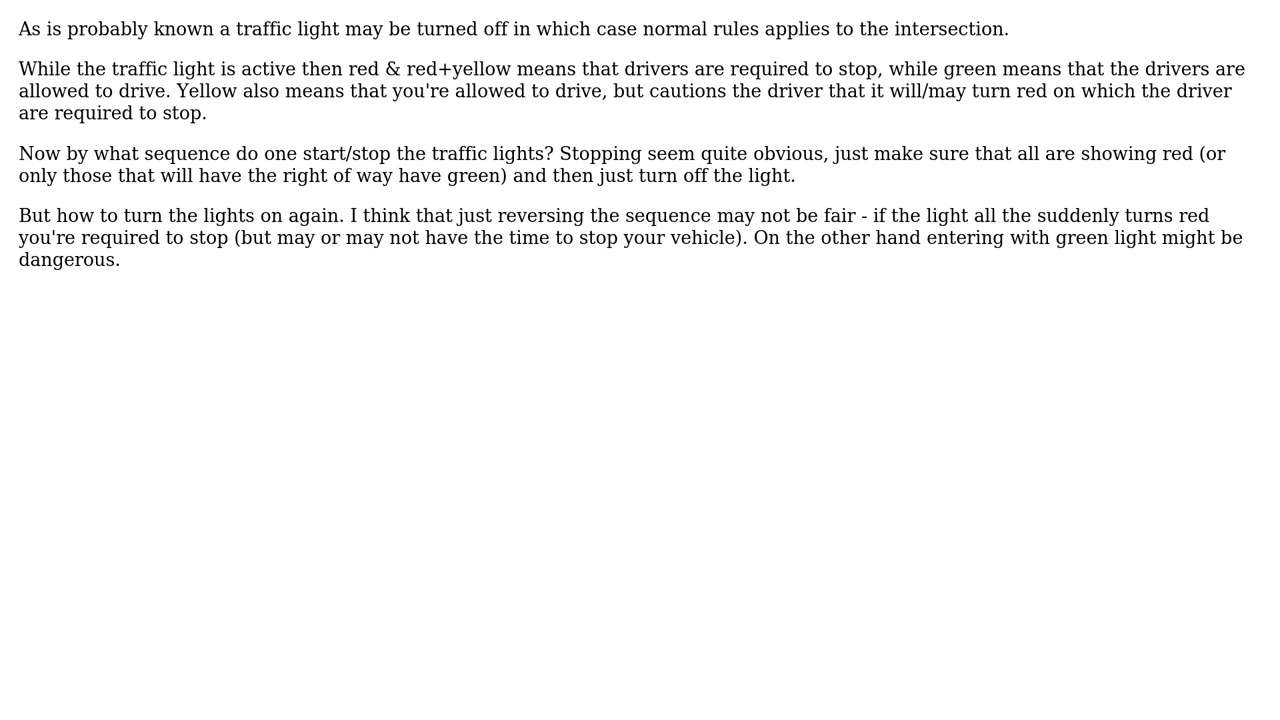 As is probably known a traffic light may be turned off in which case normal rules applies to the intersection.
While the traffic light is active then red & red+yellow means that drivers are required to stop, while green means that the drivers are
allowed to drive. Yellow also means that you're allowed to drive, but cautions the driver that it will/may turn red on which the driver
are required to stop.
Now by what sequence do one start/stop the traffic lights? Stopping seem quite obvious, just make sure that all are showing red (or
only those that will have the right of way have green) and then just turn off the light.
But how to turn the lights on again. I think that just reversing the sequence may not be fair - if the light all the suddenly turns red
you're required to stop (but may or may not have the time to stop your vehicle). On the other hand entering with green light might be
dangerous.